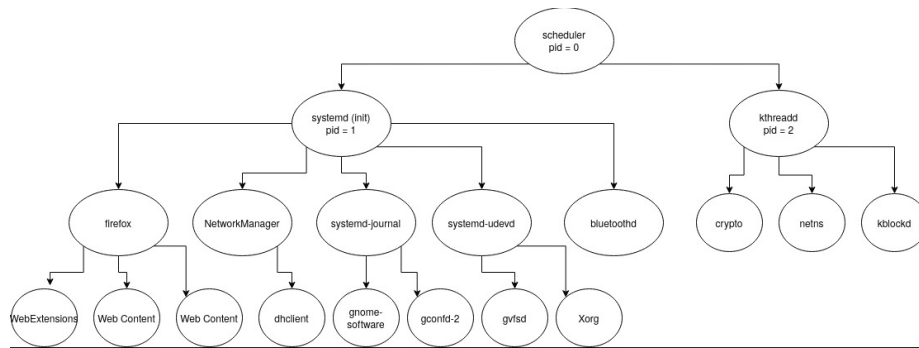 scheduler
pid = 0
systemd (init)
pid = 1
kthreadd
pid = 2
firefox
NetworkManager
systemd-journal
systemd-udevd
bluetoothd
crypto
netns
kblockd
WebExtensions
Web Content
Web Content
dhclient
gnome-
software
gconfd-2
gvfsd
Xorg